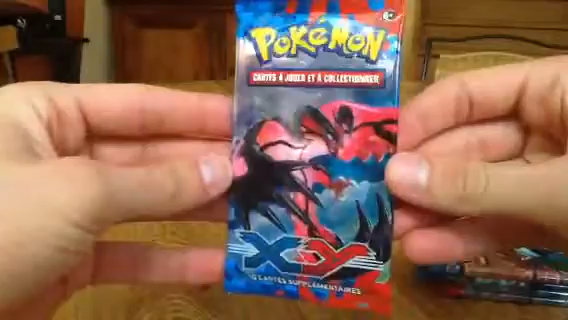 POKéMON
CARTES À JOUER ET À COLLECTIONNER
XY
10 CARTES SUPPLÉMENTAIRES